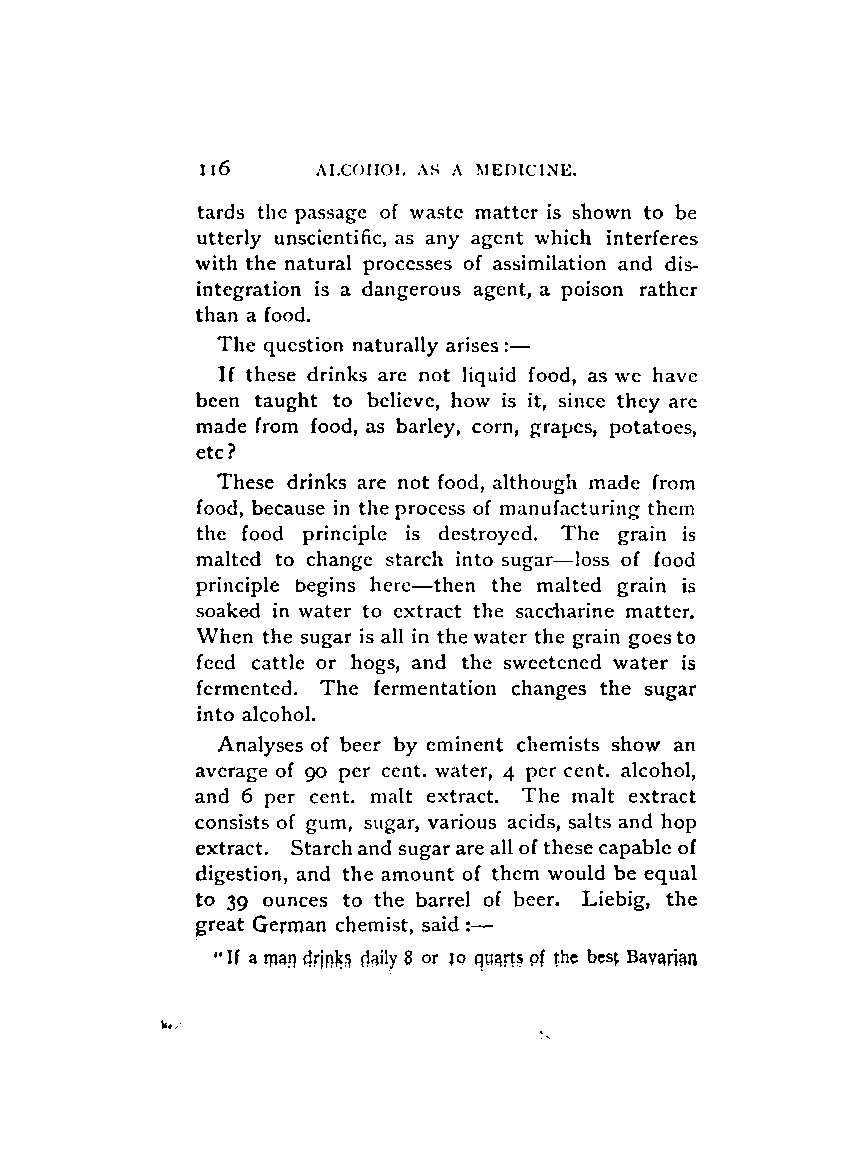 116 ALCOHOL AS A MEDICINE.
tards the passage of waste matter is shown to be
utterly unscientific, as any agent which interferes
with the natural processes of assimilation and dis-
integration is a dangerous agent, a poison rather
than a food.
The question naturally arises :—
If these drinks are not liquid food, as we have
been taught to believe, how is it, since they are
made from food, as barley, corn, grapes, potatoes,
etc?
These drinks are not food, although made from
food, because in the process of manufacturing them
the food principle is destroyed. The grain is
malted to change starch into sugar—loss of food
principle begins here—then the malted grain is
soaked in water to extract the saccharine matter.
When the sugar is all in the water the grain goes to
feed cattle or hogs, and the sweetened water is
fermented. The fermentation changes the sugar
into alcohol.
Analyses of beer by eminent chemists show an
average of 90 per cent. water, 4 per cent. alcohol,
and 6 per cent. malt extract. The malt extract
consists of gum, sugar, various acids, salts and hop
extract. Starch and sugar are all of these capable of
digestion, and the amount of them would be equal
to 39 ounces to the barrel of beer. Liebig, the
great German chemist, said :—
"If a man drinks daily 8 or 10 quarts of the best Bavarian